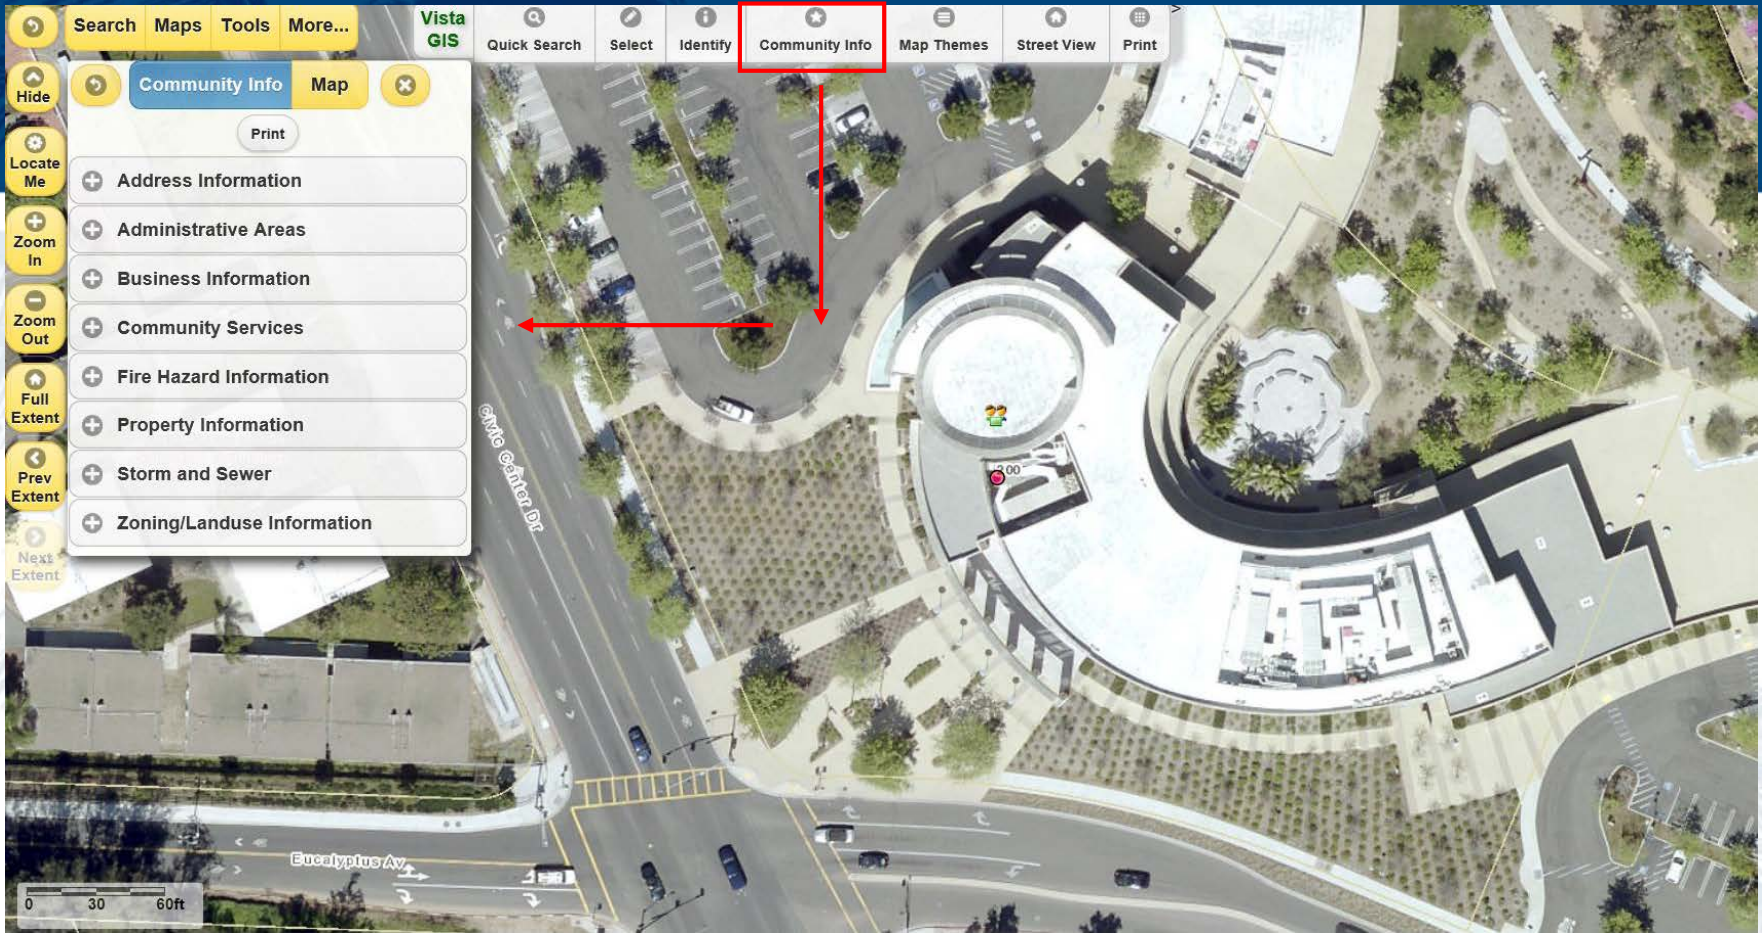 Search Maps Tools More...
Vista
GIS
Quick Search Select Identify Community Info Map Themes Street View Print
>
Hide
Locate
Me
Zoom
In
Zoom
Out
Full
Extent
Prev
Extent
Next
Extent
Community Info Map
Print
Address Information
Administrative Areas
Business Information
Community Services
Fire Hazard Information
Property Information
Storm and Sewer
Zoning/Landuse Information
Civic Center Dr
Eucalyptus Av
0 30 60ft